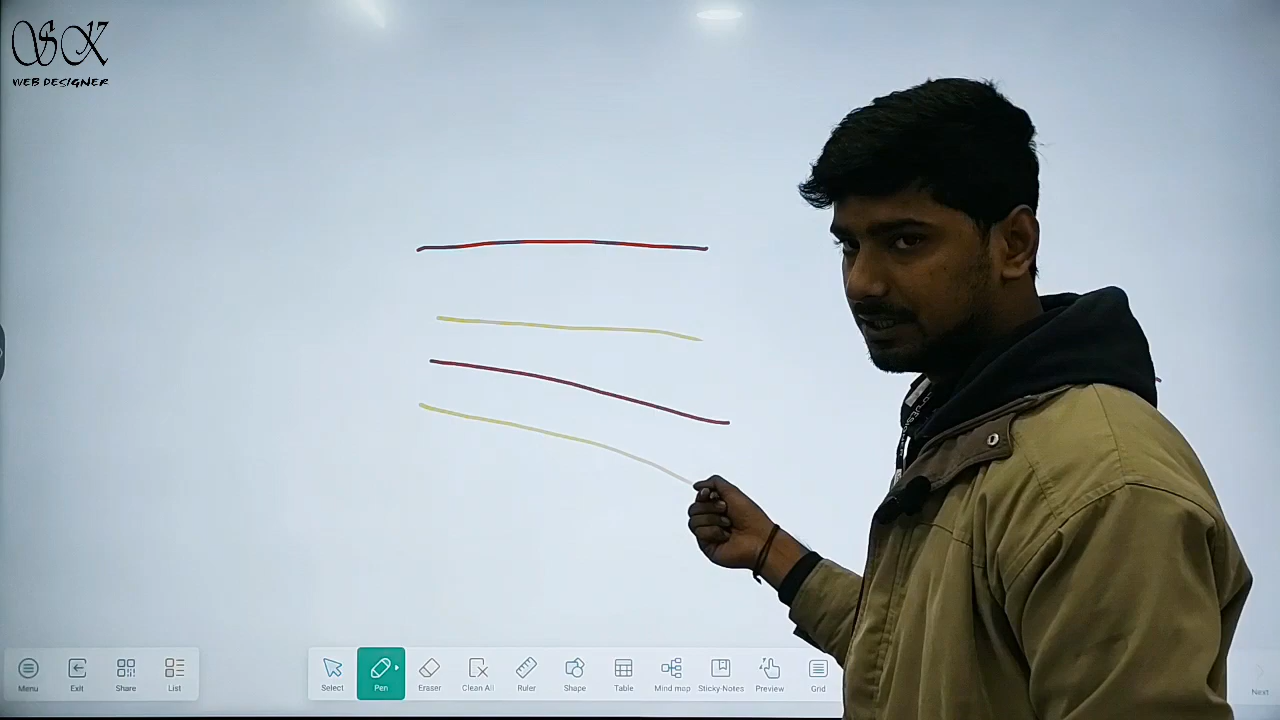 SK
WEB DESIGNER
Menu
Exit
Share
List
Select
Pen
Eraser
Clean All
Ruler
Shape
Table
Mind map
Sticky-Notes
Preview
Grid
Next